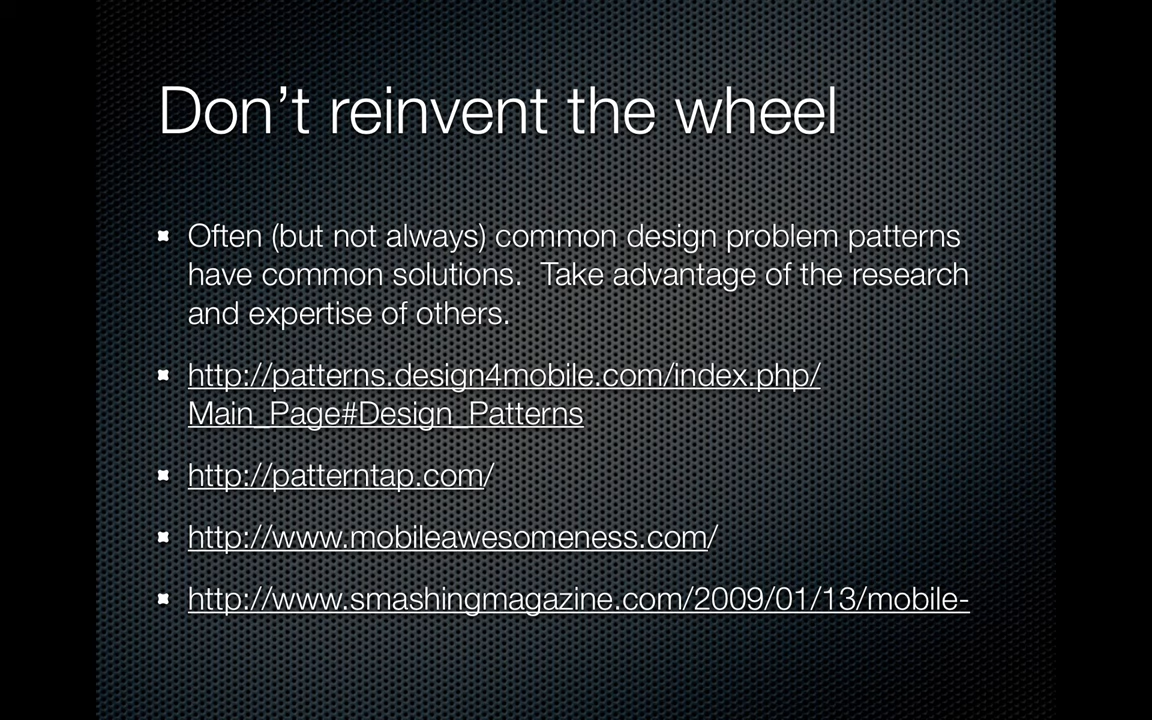 Don’t reinvent the wheel
Often (but not always) common design problem patterns
have common solutions.  Take advantage of the research
and expertise of others.
http://patterns.design4mobile.com/index.php/
Main_Page#Design_Patterns
http://patterntap.com/
http://www.mobileawesomeness.com/
http://www.smashingmagazine.com/2009/01/13/mobile-